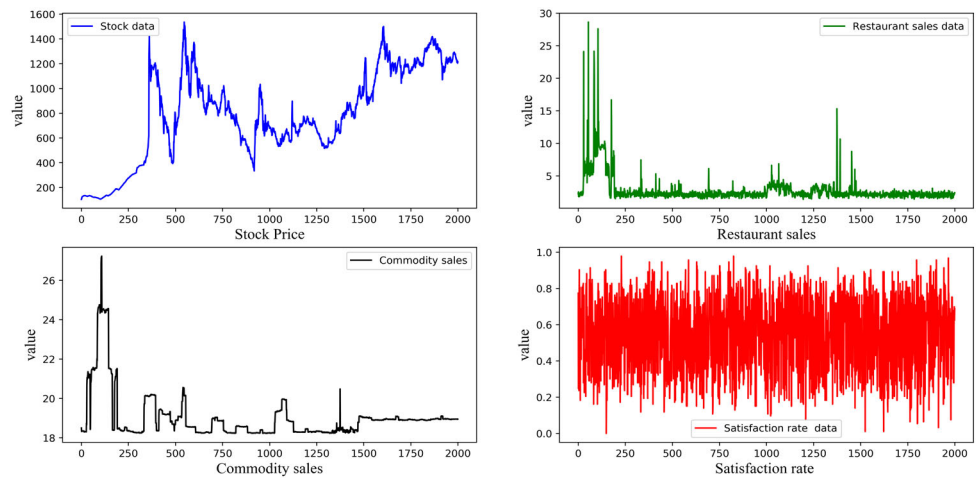 1600
1400
1200
1000
800
600
400
200
value
Stock data
0 250 500 750 1000 1250 1500 1750 2000
Stock Price
30
25
20
15
10
5
value
Restaurant sales data
0 250 500 750 1000 1250 1500 1750 2000
Restaurant sales
26
24
22
20
18
value
Commodity sales
0 250 500 750 1000 1250 1500 1750 2000
Commodity sales
1.0
0.8
0.6
0.4
0.2
0.0
value
Satisfaction rate data
0 250 500 750 1000 1250 1500 1750 2000
Satisfaction rate